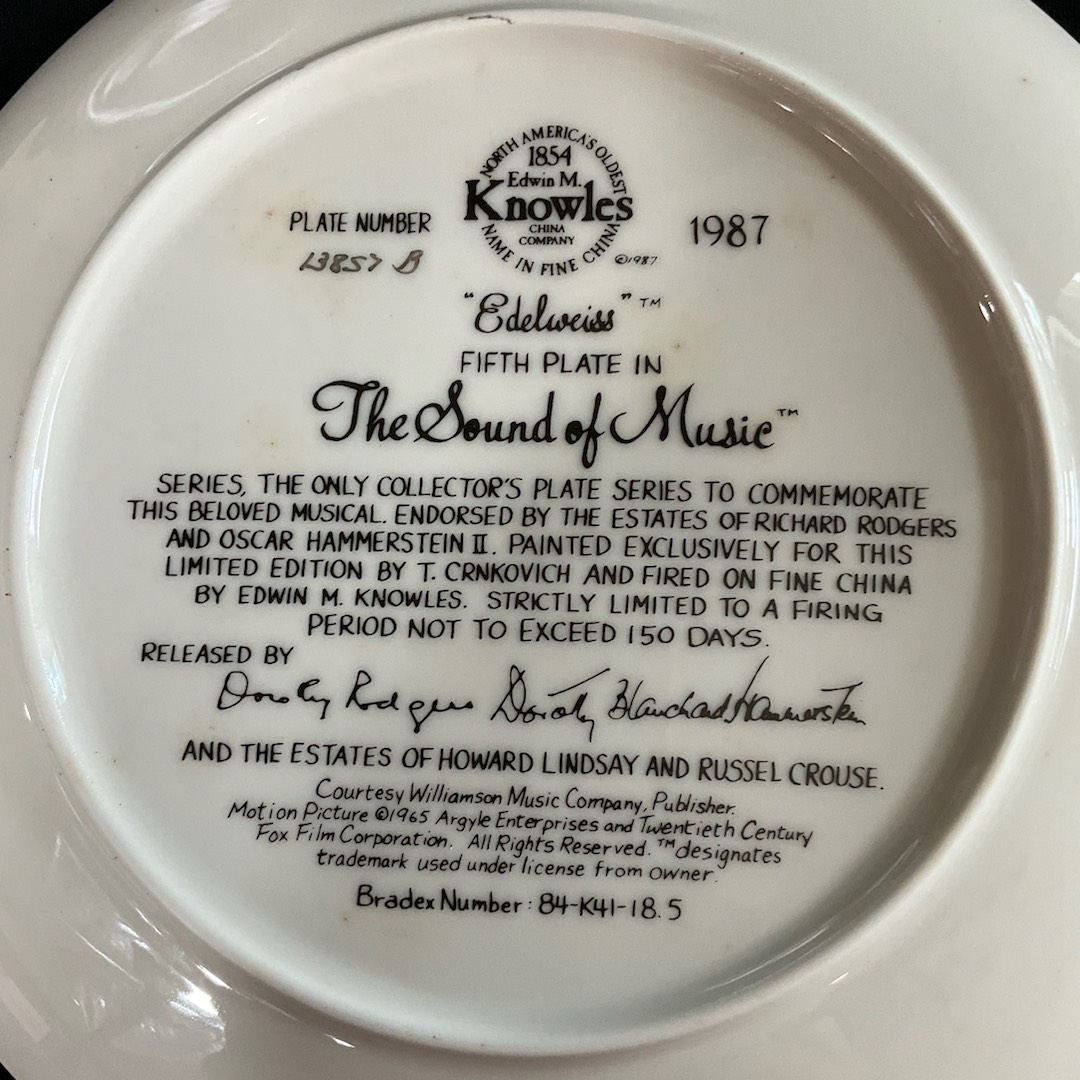 NORTH AMERICA'S OLDEST
1854
Edwin M.
Knowles
CHINA
COMPANY
NAME IN FINE CHINA
©1987
PLATE NUMBER
13857 B
1987
"Edelweiss"™
FIFTH PLATE IN
The Sound of Music™
SERIES, THE ONLY COLLECTOR'S PLATE SERIES TO COMMEMORATE
THIS BELOVED MUSICAL. ENDORSED BY THE ESTATES OF RICHARD RODGERS
AND OSCAR HAMMERSTEIN II. PAINTED EXCLUSIVELY FOR THIS
LIMITED EDITION BY T. CRNKOVICH AND FIRED ON FINE CHINA
BY EDWIN M. KNOWLES. STRICTLY LIMITED TO A FIRING
PERIOD NOT TO EXCEED 150 DAYS.
RELEASED BY
Dorothy Rodgers Dorothy Blanchard Hammerstein
AND THE ESTATES OF HOWARD LINDSAY AND RUSSEL CROUSE.
Courtesy Williamson Music Company, Publisher.
Motion Picture ©1965 Argyle Enterprises and Twentieth Century
Fox Film Corporation. All Rights Reserved. ™designates
trademark used under license from owner.
Bradex Number: 84-K41-18.5